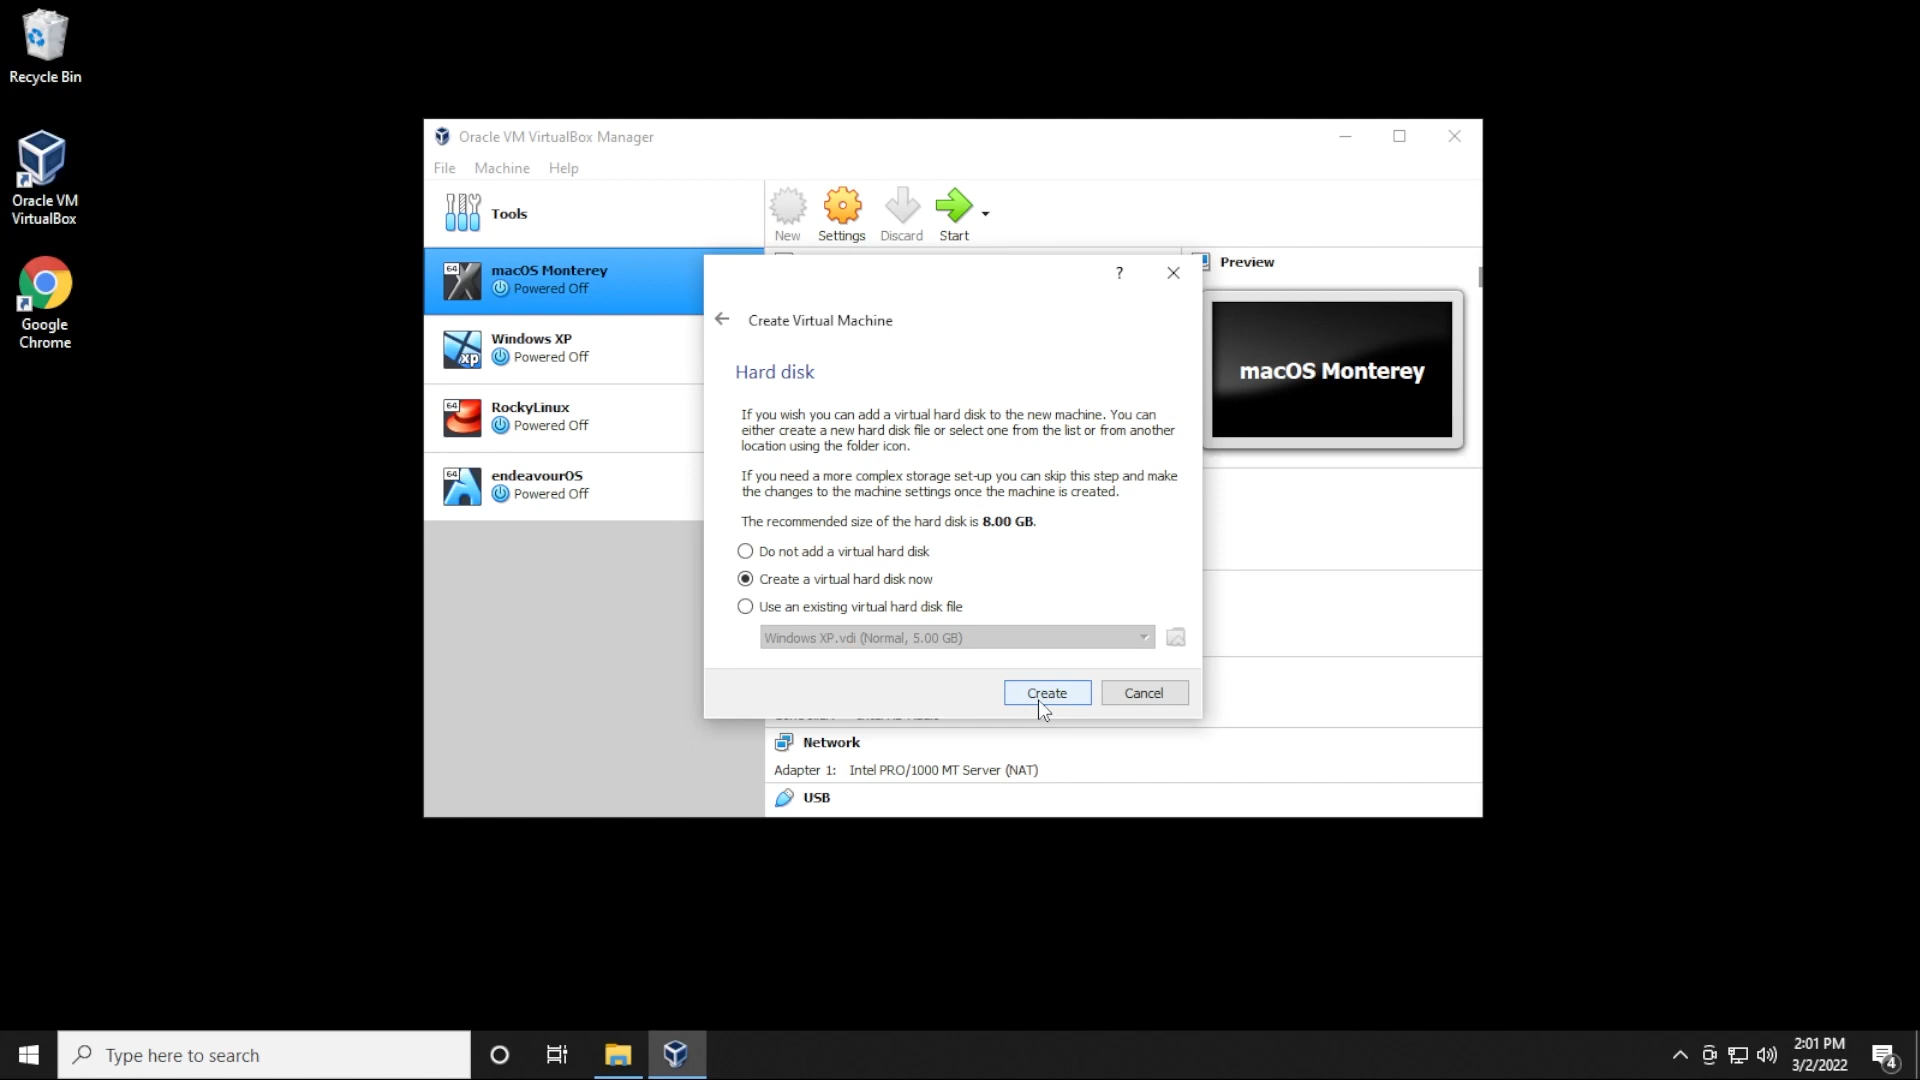 Recycle Bin
Oracle VM
VirtualBox
Google
Chrome
Oracle VM VirtualBox Manager
File Machine Help
Tools
New Settings Discard Start
64 macOS Monterey
Powered Off
xp Windows XP
Powered Off
64 RockyLinux
Powered Off
64 endeavourOS
Powered Off
Preview
macOS Monterey
?
Create Virtual Machine
Hard disk
If you wish you can add a virtual hard disk to the new machine. You can
either create a new hard disk file or select one from the list or from another
location using the folder icon.
If you need a more complex storage set-up you can skip this step and make
the changes to the machine settings once the machine is created.
The recommended size of the hard disk is 8.00 GB.
Do not add a virtual hard disk
Create a virtual hard disk now
Use an existing virtual hard disk file
Windows XP.vdi (Normal, 5.00 GB)
Create Cancel
Network
Adapter 1: Intel PRO/1000 MT Server (NAT)
USB
Type here to search
2:01 PM
3/2/2022
4